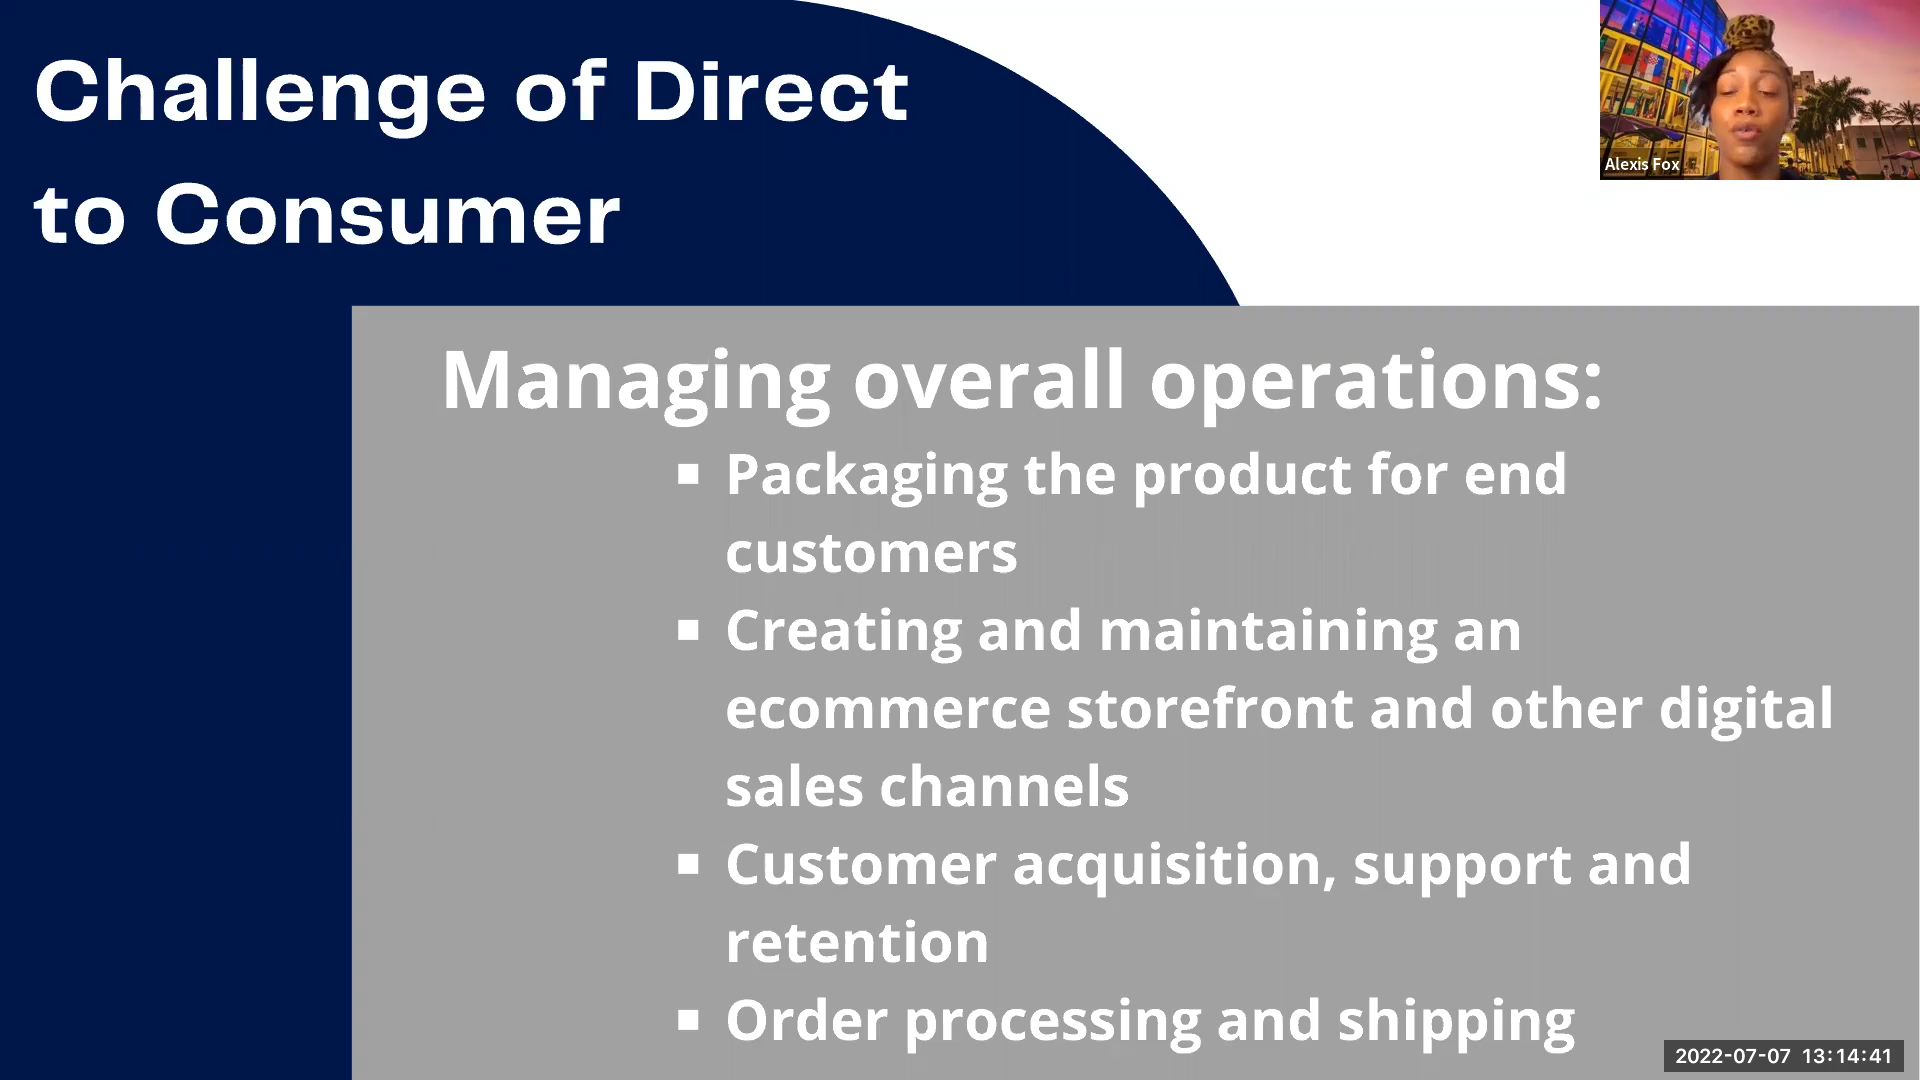 Challenge of Direct
to Consumer
Alexis Fox
Managing overall operations:
▪ Packaging the product for end
customers
▪ Creating and maintaining an
ecommerce storefront and other digital
sales channels
▪ Customer acquisition, support and
retention
▪ Order processing and shipping
2022-07-07 13:14:41